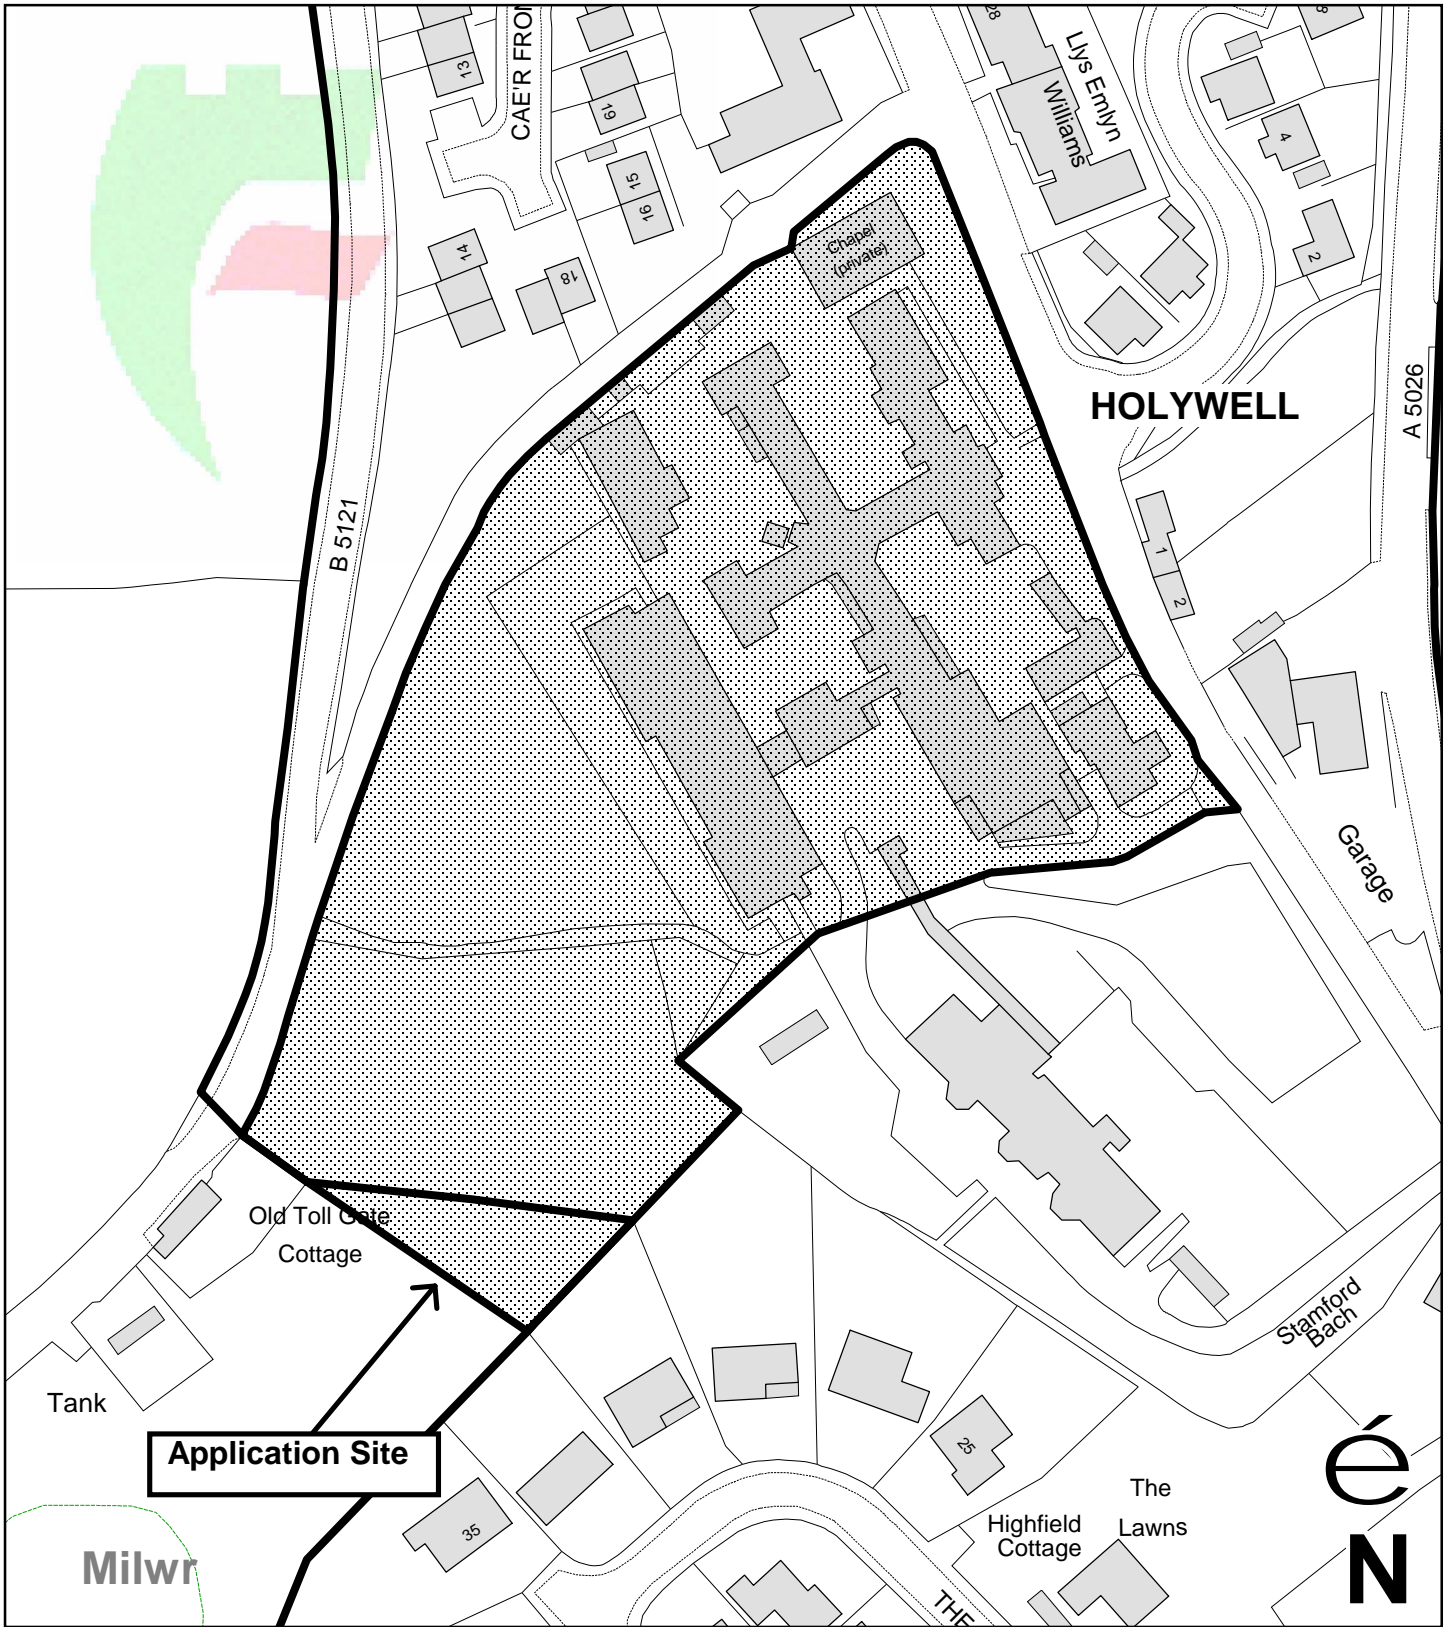 28
8
13
CAE'R FRON
19
Llys Emlyn
Williams
4
15
16
2
14
18
Chapel
(private)
HOLYWELL
A 5026
B 5121
1
2
Garage
Old Toll Gate
Cottage
Stamford
Bach
Tank
Application Site
25
35
The
Lawns
Highfield
Cottage
Milwr
THE
é
N